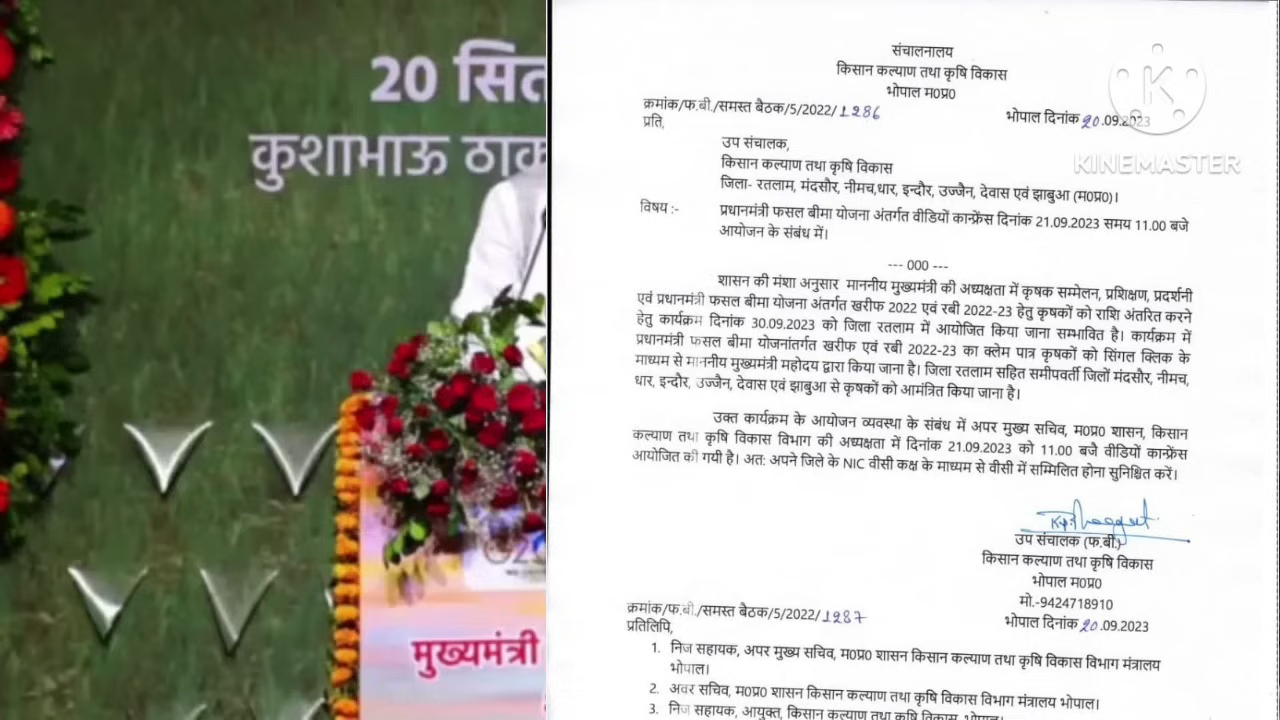 20 सित
कुशाभाऊ ठाक
मुख्यमंत्री
संचालनालय
किसान कल्याण तथा कृषि विकास
भोपाल म0प्र0
क्रमांक/फ.बी./समस्त बैठक/5/2022/1286
भोपाल दिनांक 20.09.2023
प्रति,
उप संचालक,
किसान कल्याण तथा कृषि विकास
जिला- रतलाम, मंदसौर, नीमच,धार, इन्दौर, उज्जैन, देवास एवं झाबुआ (म0प्र0)।
विषय :- प्रधानमंत्री फसल बीमा योजना अंतर्गत वीडियों कान्फ्रेंस दिनांक 21.09.2023 समय 11.00 बजे
आयोजन के संबंध में।
--- 000 ---
शासन की मंशा अनुसार माननीय मुख्यमंत्री की अध्यक्षता में कृषक सम्मेलन, प्रशिक्षण, प्रदर्शनी
एवं प्रधानमंत्री फसल बीमा योजना अंतर्गत खरीफ 2022 एवं रबी 2022-23 हेतु कृषकों को राशि अंतरित करने
हेतु कार्यक्रम दिनांक 30.09.2023 को जिला रतलाम में आयोजित किया जाना सम्भावित है। कार्यक्रम में
प्रधानमंत्री फसल बीमा योजनांतर्गत खरीफ एवं रबी 2022-23 का क्लेम पात्र कृषकों को सिंगल क्लिक के
माध्यम से माननीय मुख्यमंत्री महोदय द्वारा किया जाना है। जिला रतलाम सहित समीपवर्ती जिलों मंदसौर, नीमच,
धार, इन्दौर, उज्जैन, देवास एवं झाबुआ से कृषकों को आमंत्रित किया जाना है।
उक्त कार्यक्रम के आयोजन व्यवस्था के संबंध में अपर मुख्य सचिव, म0प्र0 शासन, किसान
कल्याण तथा कृषि विकास विभाग की अध्यक्षता में दिनांक 21.09.2023 को 11.00 बजै वीडियों कान्फ्रेंस
आयोजित की गयी है। अत: अपने जिले के NIC वीसी कक्ष के माध्यम से वीसी में सम्मिलित होना सुनिश्चित करें।
उप संचालक (फ.बी.)
किसान कल्याण तथा कृषि विकास
भोपाल म0प्र0
मो.-9424718910
क्रमांक/फ.बी./समस्त बैठक/5/2022/1287
भोपाल दिनांक 20.09.2023
प्रतिलिपि,
1. निज सहायक, अपर मुख्य सचिव, म0प्र0 शासन किसान कल्याण तथा कृषि विकास विभाग मंत्रालय
भोपाल।
2. अवर सचिव, म0प्र0 शासन किसान कल्याण तथा कृषि विकास विभाग मंत्रालय भोपाल।
3. निज सहायक, आयुक्त, किसान कल्याण तथा कृषि विकास, भोपाल।
K
KINEMASTER